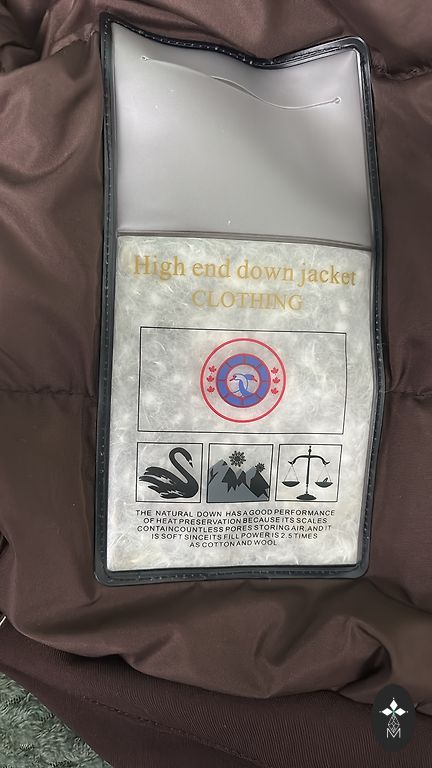 High end down jacket
CLOTHING
THE NATURAL DOWN HAS A GOOD PERFORMANCE
OF HEAT PRESERVATION BECAUSE ITS SCALES
CONTAINCOUNTLESS PORES STORING AIR,AND IT
IS SOFT SINCEITS FILL POWER IS 2.5 TIMES
AS COTTON AND WOOL